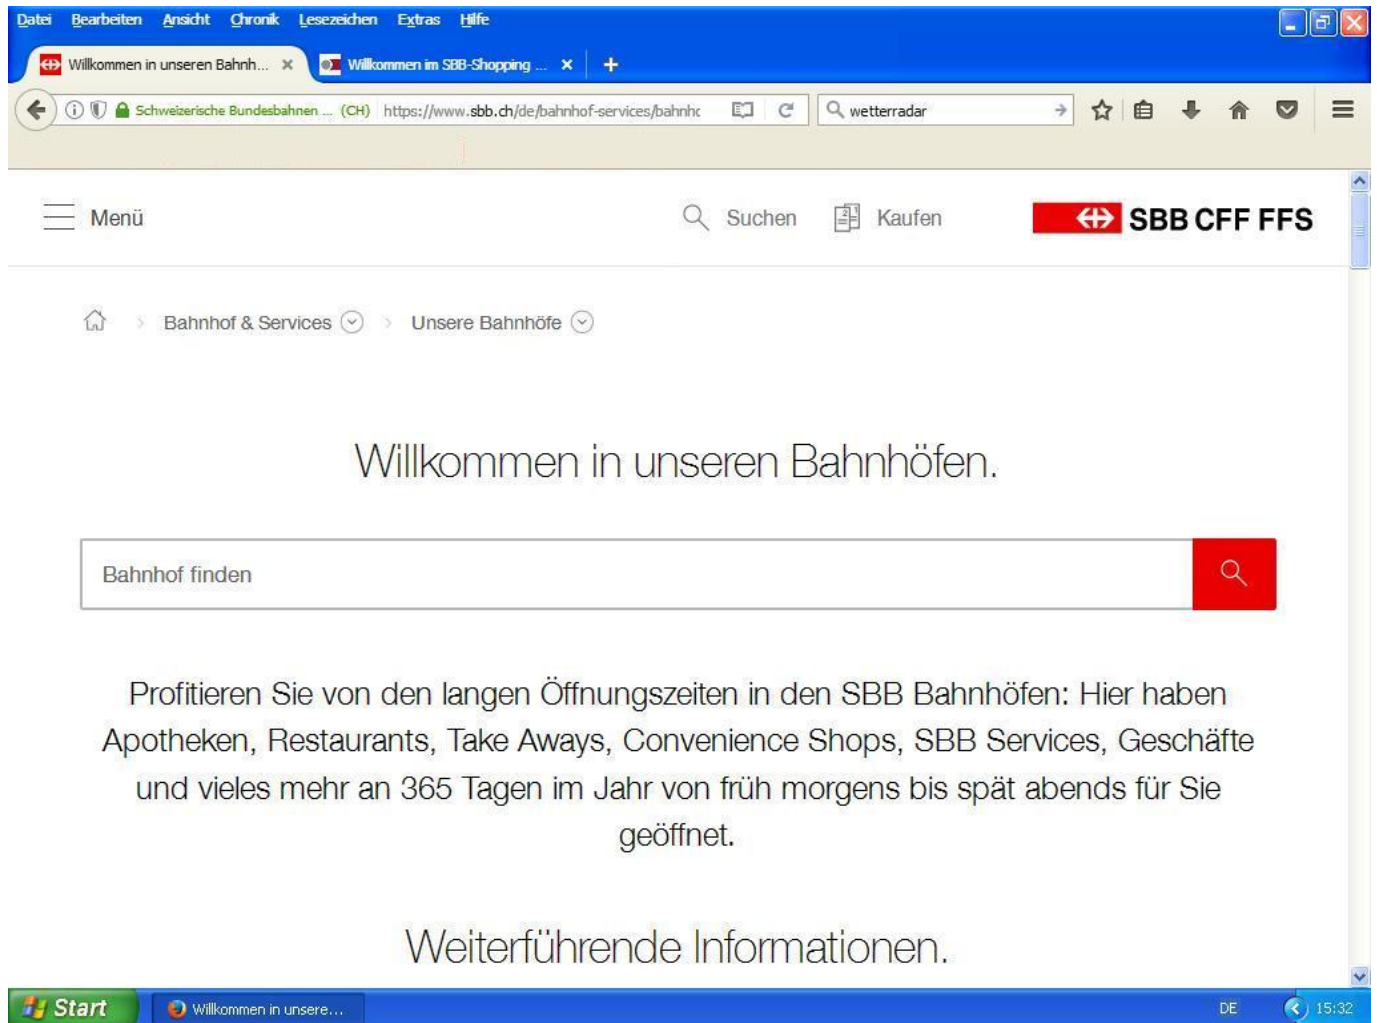 Datei Bearbeiten Ansicht Chronik Lesezeichen Extras Hilfe
Willkommen in unseren Bahnh... Willkommen im SBB-Shopping ...
Schweizerische Bundesbahnen ... (CH) https://www.sbb.ch/de/bahnhof-services/bahnhc wetterradar
Menü Suchen Kaufen SBB CFF FFS
Bahnhof & Services Unsere Bahnhöfe
Willkommen in unseren Bahnhöfen.
Bahnhof finden
Profitieren Sie von den langen Öffnungszeiten in den SBB Bahnhöfen: Hier haben
Apotheken, Restaurants, Take Aways, Convenience Shops, SBB Services, Geschäfte
und vieles mehr an 365 Tagen im Jahr von früh morgens bis spät abends für Sie
geöffnet.
Weiterführende Informationen.
Start Willkommen in unsere... DE 15:32